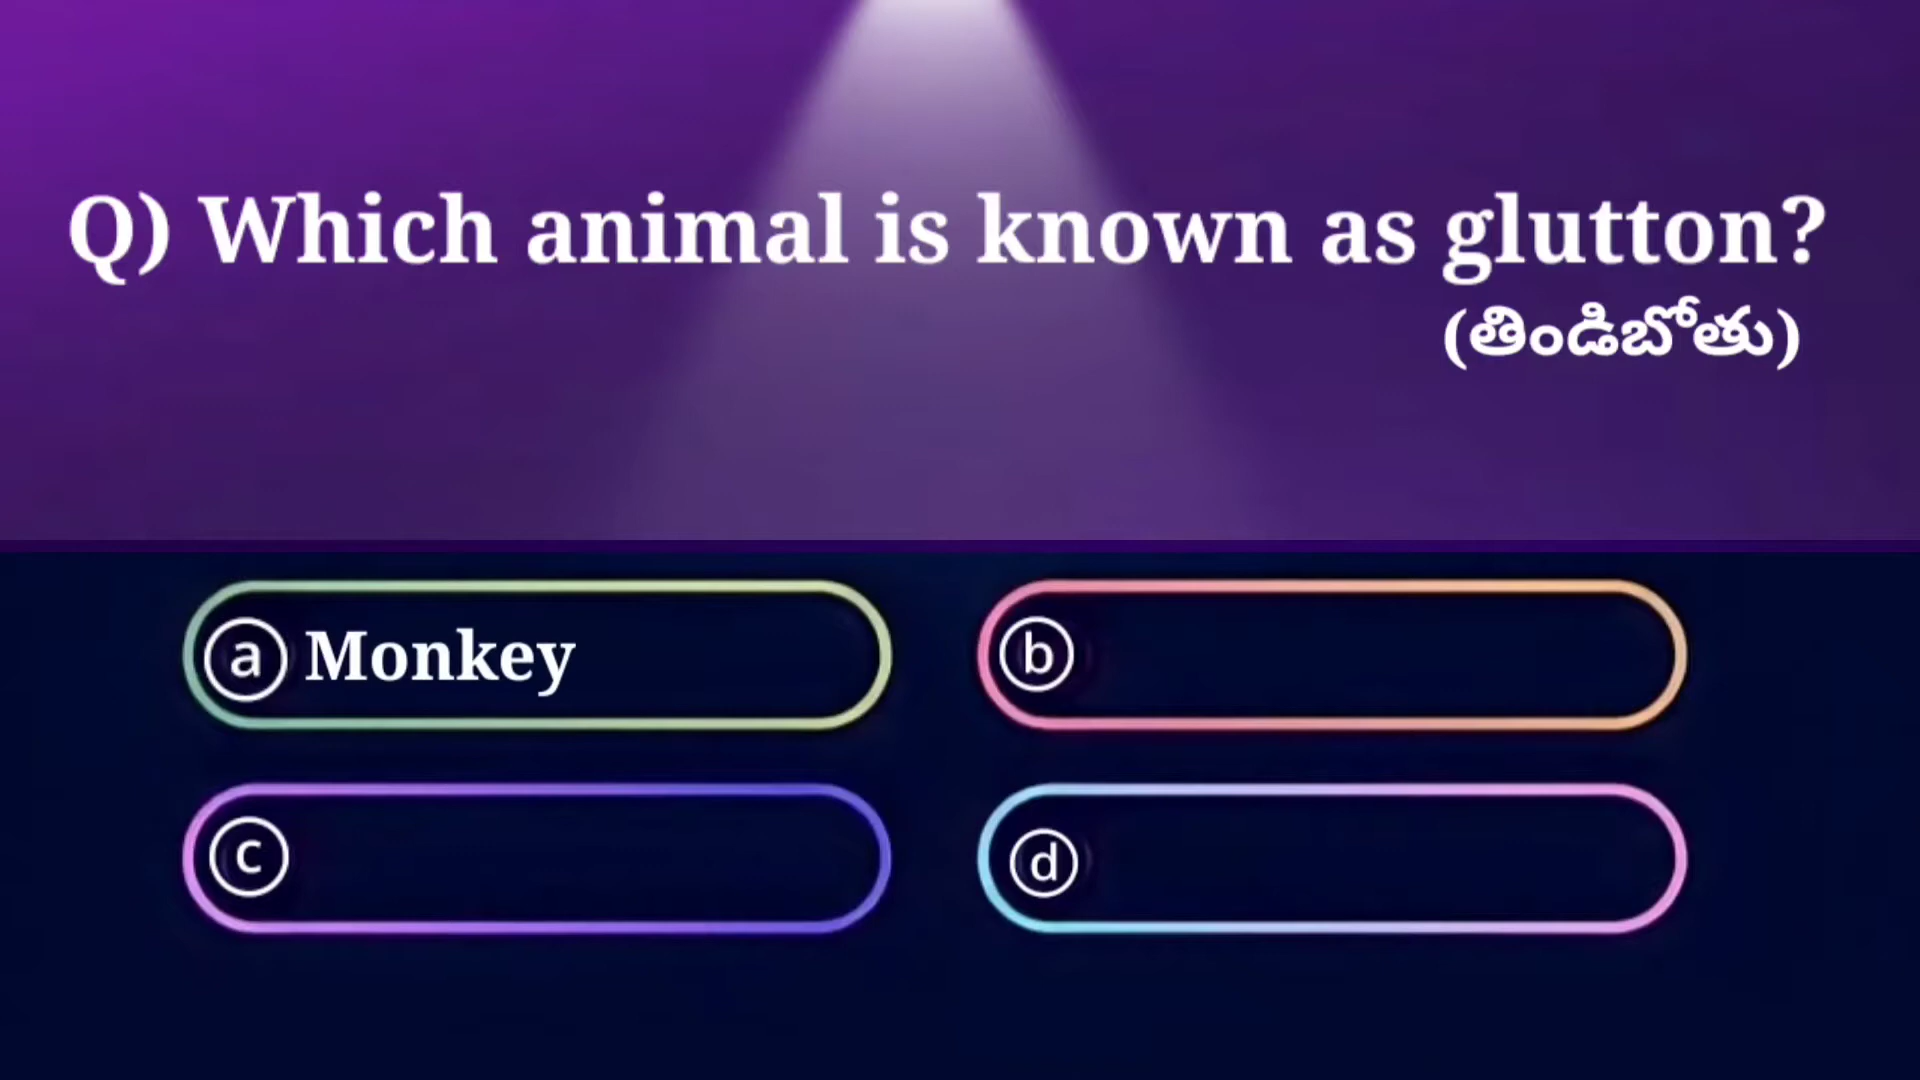 Q) Which animal is known as glutton?
(తిండిబోతు)
a Monkey
b
c
d